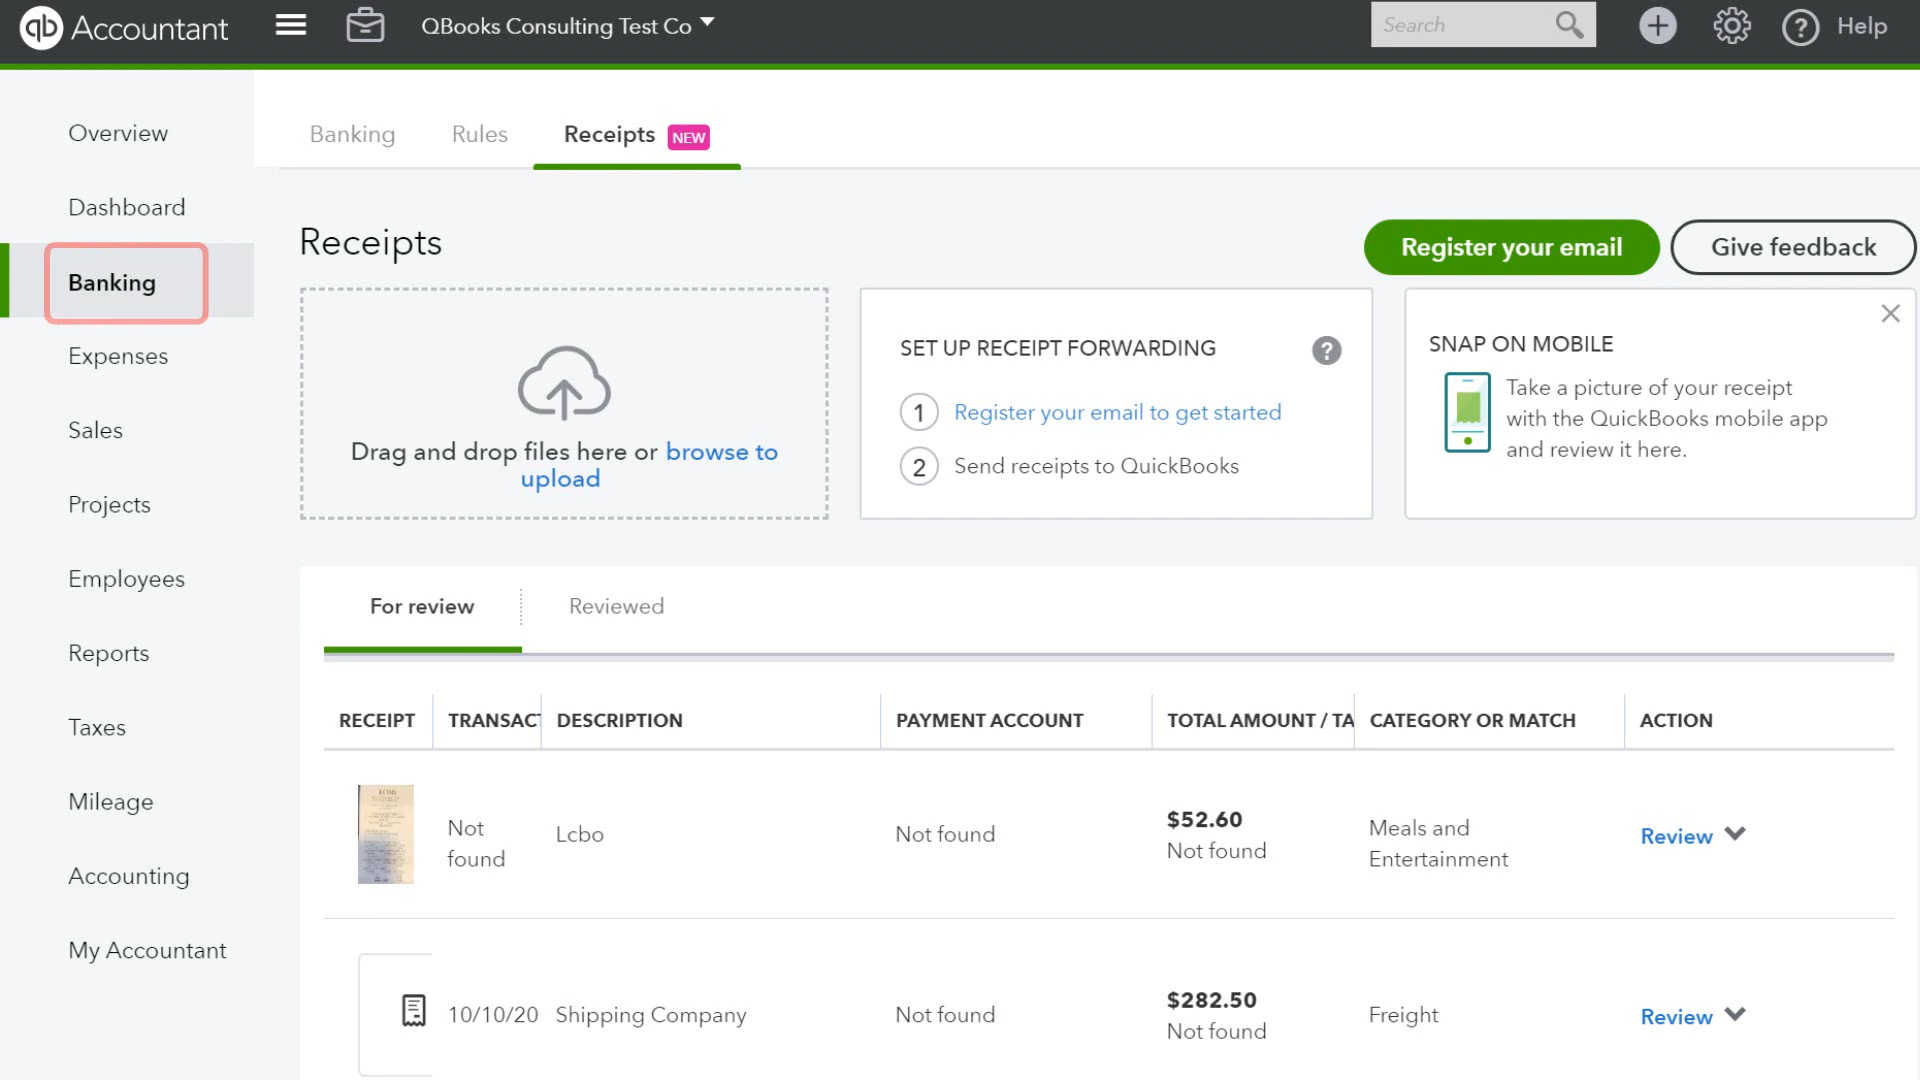 qb Accountant
QBooks Consulting Test Co
Search
Help
Overview
Dashboard
Banking
Expenses
Sales
Projects
Employees
Reports
Taxes
Mileage
Accounting
My Accountant
Banking
Rules
Receipts NEW
Receipts
Register your email
Give feedback
Drag and drop files here or browse to
upload
SET UP RECEIPT FORWARDING
?
1 Register your email to get started
2 Send receipts to QuickBooks
SNAP ON MOBILE
Take a picture of your receipt
with the QuickBooks mobile app
and review it here.
For review
Reviewed
RECEIPT TRANSACT DESCRIPTION PAYMENT ACCOUNT TOTAL AMOUNT / TA CATEGORY OR MATCH ACTION
LCBO
Not
found
Lcbo
Not found
$52.60
Not found
Meals and
Entertainment
Review
10/10/20
Shipping Company
Not found
$282.50
Not found
Freight
Review